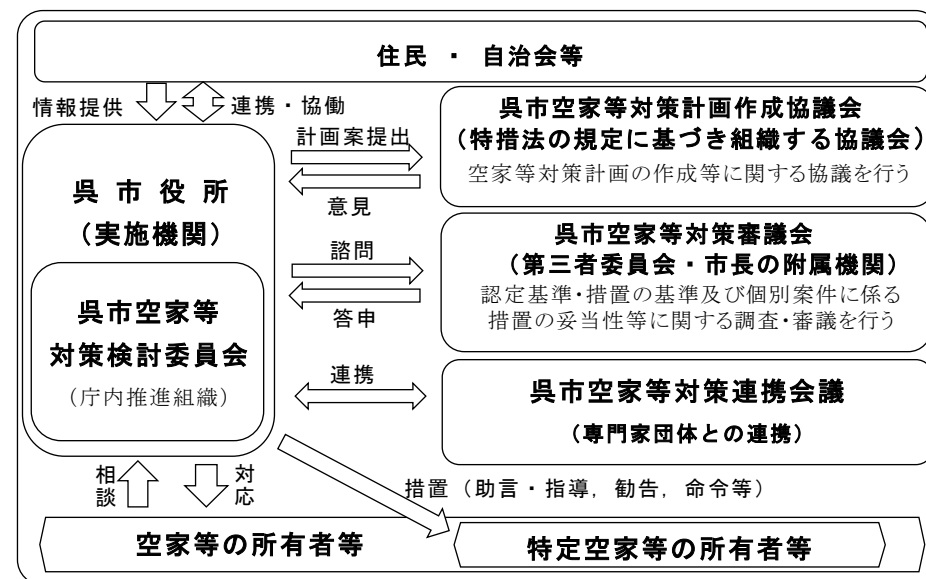 住民 ・ 自治会等
情報提供
連携・協働
呉市役所
(実施機関)
呉市空家等
対策検討委員会
(庁内推進組織)
計画案提出
意見
呉市空家等対策計画作成協議会
(特措法の規定に基づき組織する協議会)
空家等対策計画の作成等に関する協議を行う
諮問
答申
呉市空家等対策審議会
(第三者委員会・市長の附属機関)
認定基準・措置の基準及び個別案件に係る
措置の妥当性等に関する調査・審議を行う
連携
呉市空家等対策連携会議
(専門家団体との連携)
相談
対応
措置(助言・指導,勧告,命令等)
空家等の所有者等
特定空家等の所有者等